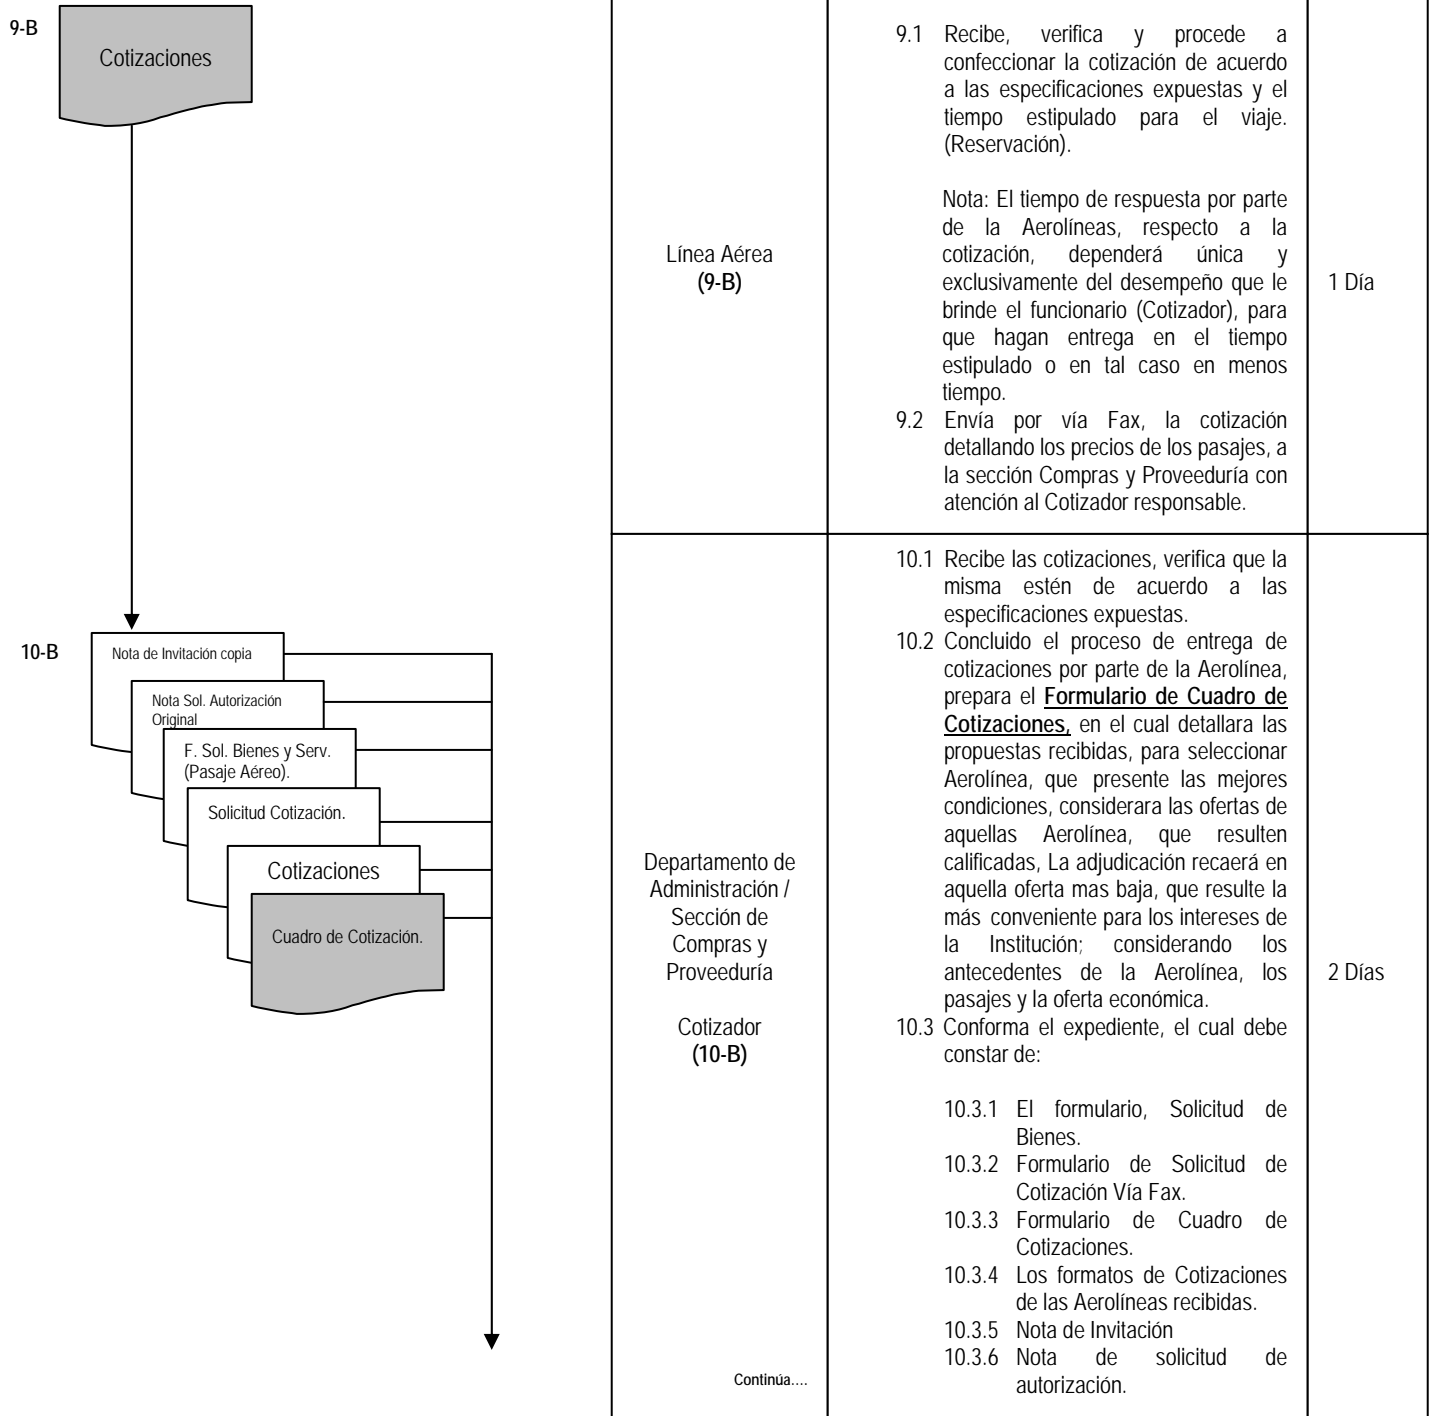 9-B
Cotizaciones
Línea Aérea
(9-B)
9.1 Recibe, verifica y procede a
confeccionar la cotización de acuerdo
a las especificaciones expuestas y el
tiempo estipulado para el viaje.
(Reservación).
Nota: El tiempo de respuesta por parte
de la Aerolíneas, respecto a la
cotización, dependerá única y
exclusivamente del desempeño que le
brinde el funcionario (Cotizador), para
que hagan entrega en el tiempo
estipulado o en tal caso en menos
tiempo.
9.2 Envía por vía Fax, la cotización
detallando los precios de los pasajes, a
la sección Compras y Proveeduría con
atención al Cotizador responsable.
1 Día
10-B
Nota de Invitación copia
Nota Sol. Autorización
Original
F. Sol. Bienes y Serv.
(Pasaje Aéreo).
Solicitud Cotización.
Cotizaciones
Cuadro de Cotización.
Departamento de
Administración /
Sección de
Compras y
Proveeduría
Cotizador
(10-B)
Continúa....
10.1 Recibe las cotizaciones, verifica que la
misma estén de acuerdo a las
especificaciones expuestas.
10.2 Concluido el proceso de entrega de
cotizaciones por parte de la Aerolínea,
prepara el Formulario de Cuadro de
Cotizaciones, en el cual detallara las
propuestas recibidas, para seleccionar
Aerolínea, que presente las mejores
condiciones, considerara las ofertas de
aquellas Aerolínea, que resulten
calificadas, La adjudicación recaerá en
aquella oferta mas baja, que resulte la
más conveniente para los intereses de
la Institución; considerando los
antecedentes de la Aerolínea, los
pasajes y la oferta económica.
10.3 Conforma el expediente, el cual debe
constar de:
10.3.1 El formulario, Solicitud de
Bienes.
10.3.2 Formulario de Solicitud de
Cotización Vía Fax.
10.3.3 Formulario de Cuadro de
Cotizaciones.
10.3.4 Los formatos de Cotizaciones
de las Aerolíneas recibidas.
10.3.5 Nota de Invitación
10.3.6 Nota de solicitud de
autorización.
2 Días